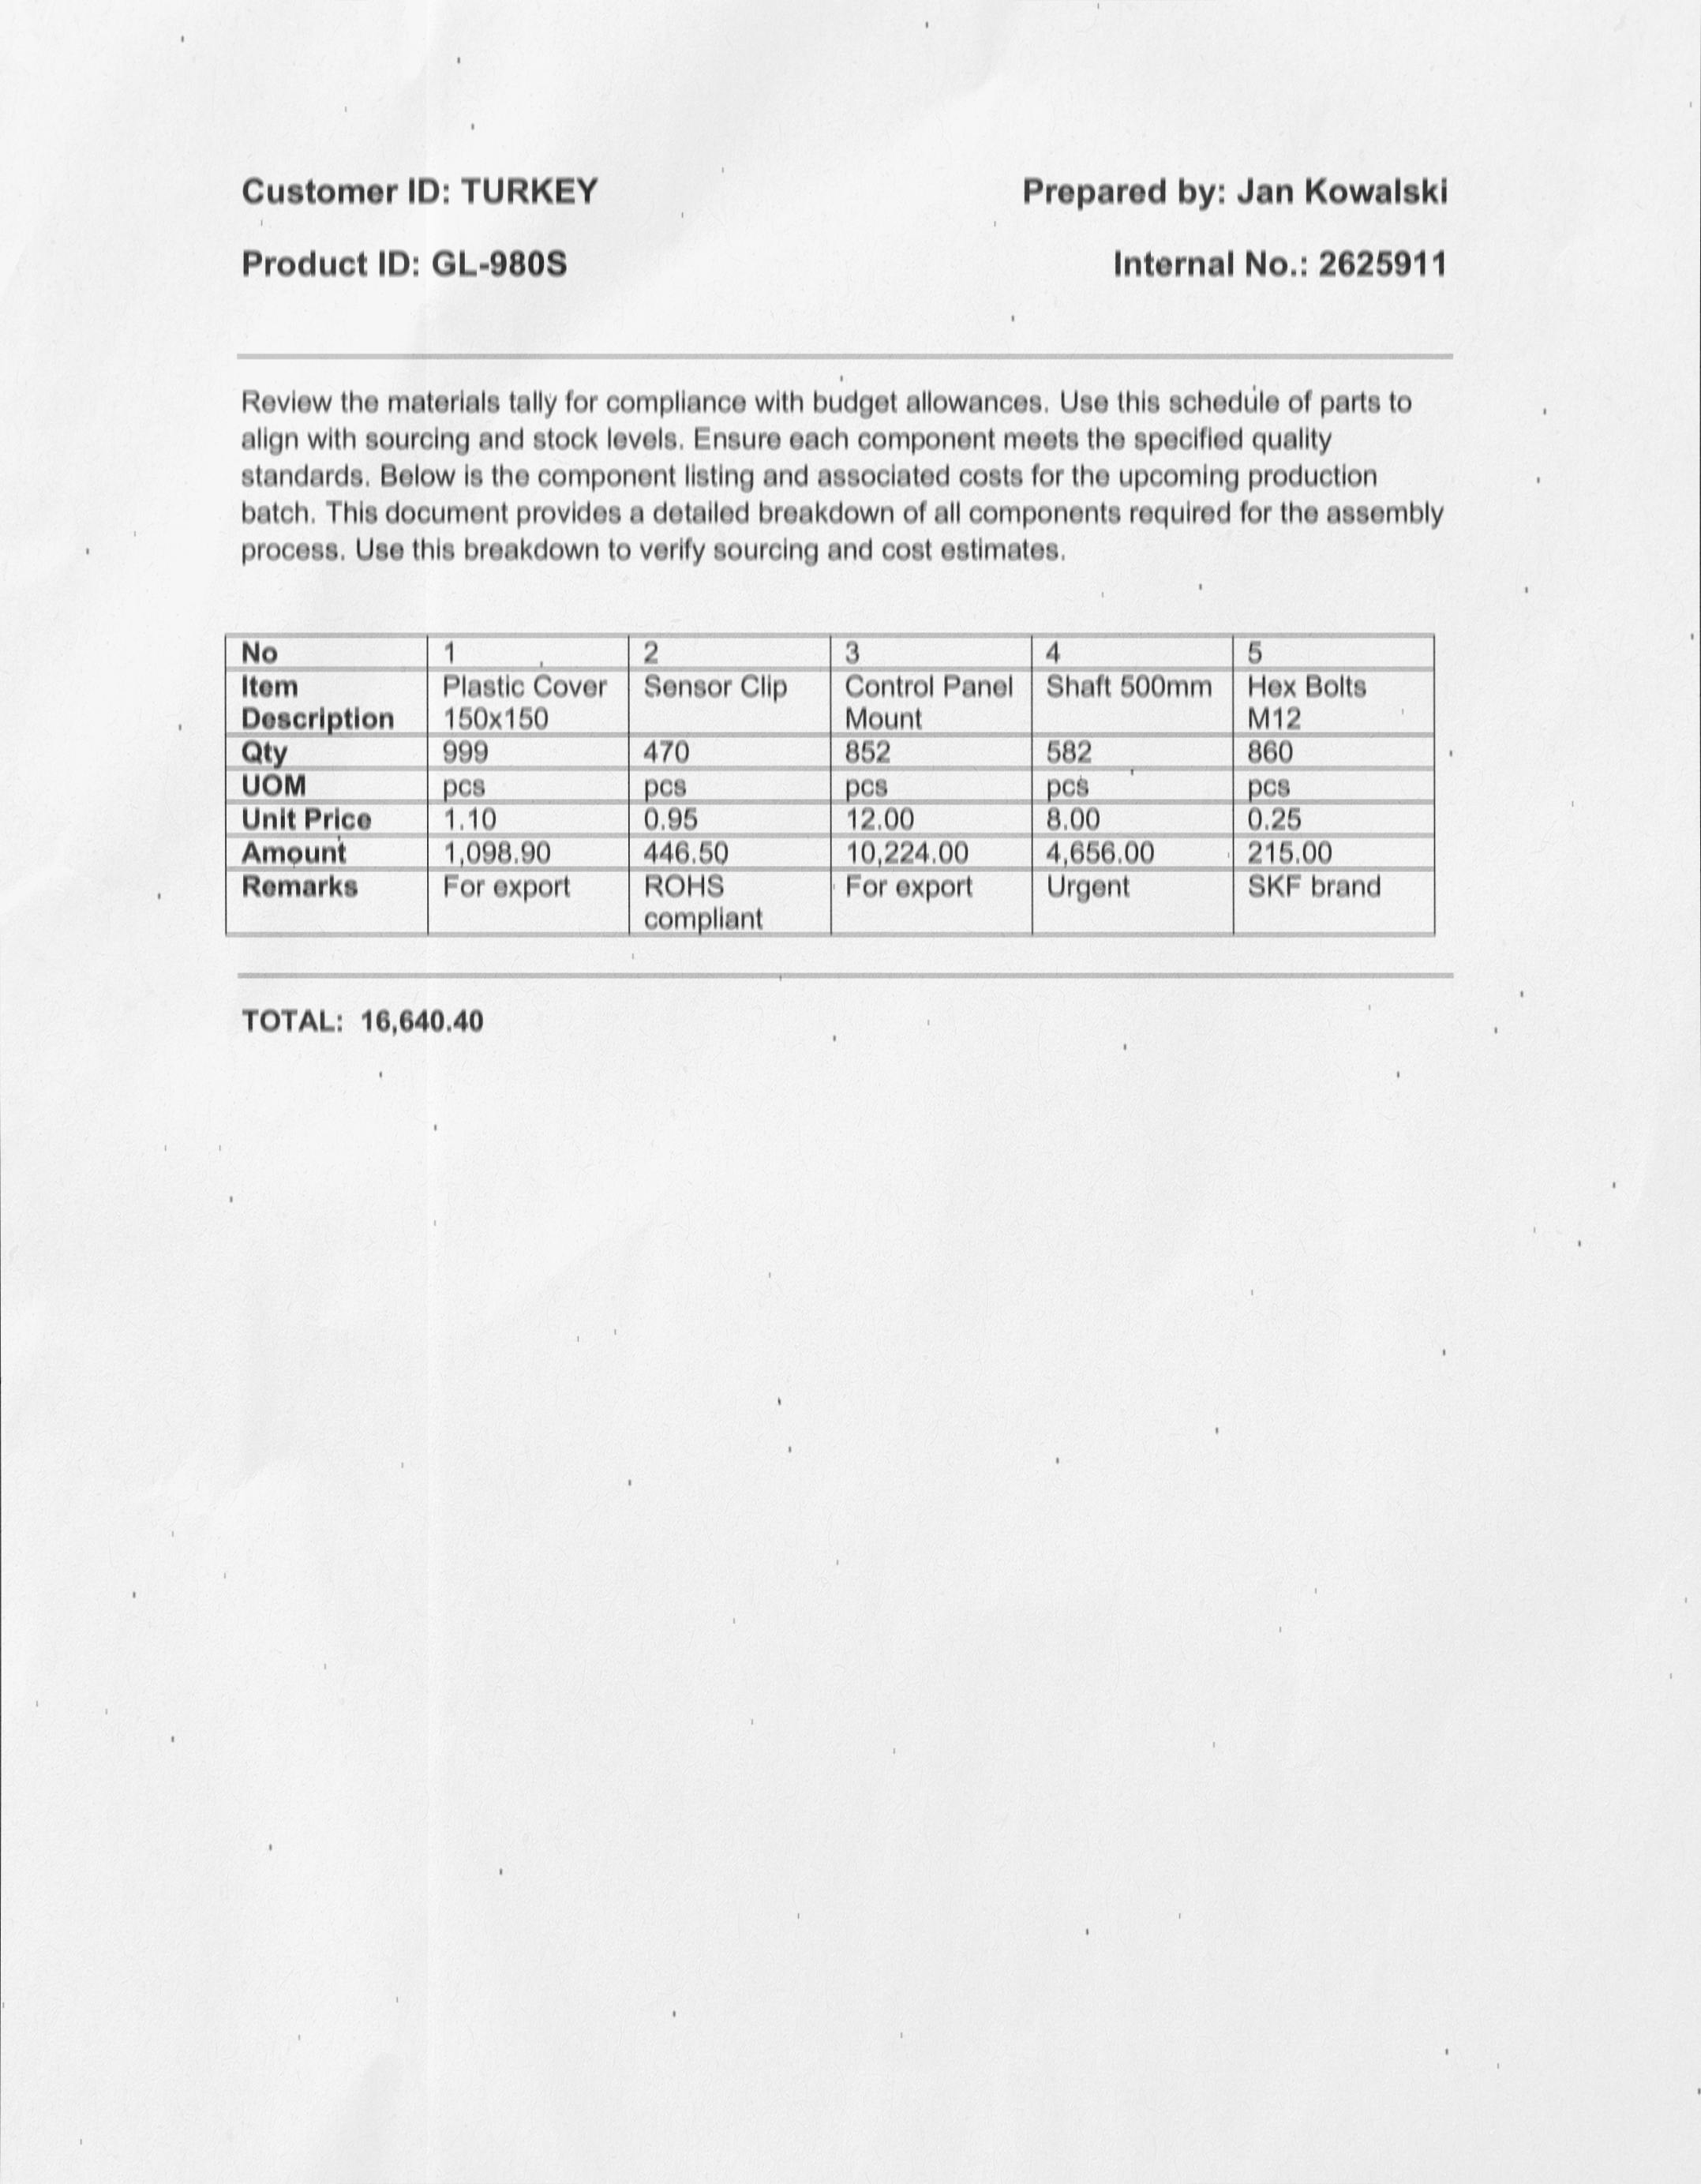 Customer ID: TURKEY Prepared by: Jan Kowalski
Product ID: GL-980S Internal No.: 2625911
Review the materials tally for compliance with budget allowances. Use this schedule of parts to
align with sourcing and stock levels. Ensure each component meets the specified quality
standards. Below is the component listing and associated costs for the upcoming production
batch. This document provides a detailed breakdown of all components required for the assembly
process. Use this breakdown to verify sourcing and cost estimates.
No 1 2 3 4 5
Item Plastic Cover Sensor Clip Control Panel Shaft 500mm Hex Bolts
Description 150x150 Mount M12
Qty 999 470 852 582 860
UOM pcs pcs pcs pcs pcs
Unit Price 1.10 0.95 12.00 8.00 0.25
Amount 1,098.90 446.50 10,224.00 4,656.00 215.00
Remarks For export ROHS For export Urgent SKF brand
compliant
TOTAL: 16,640.40